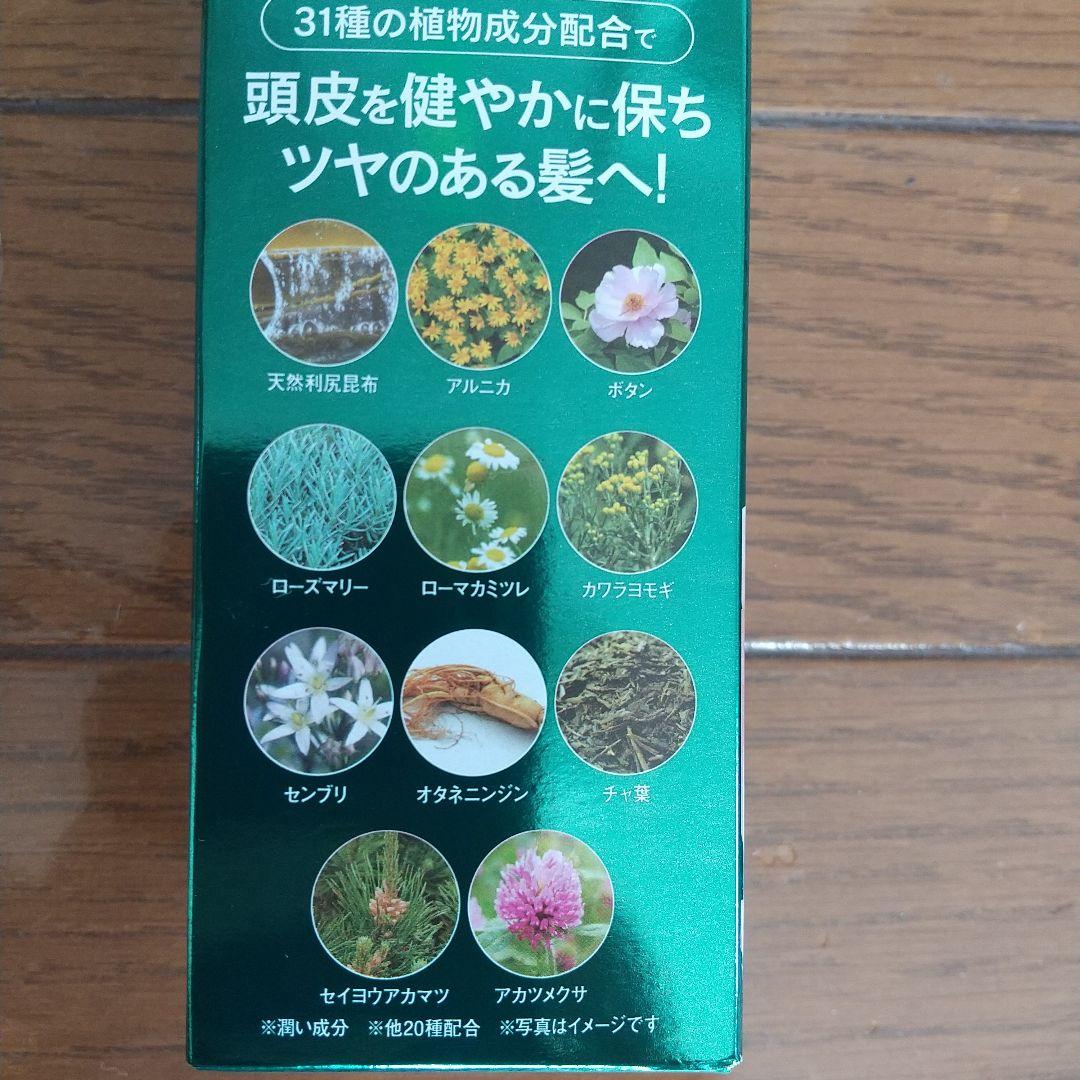 31種の植物成分配合で
頭皮を健やかに保ち
ツヤのある髪へ!
天然利尻昆布 アルニカ ボタン
ローズマリー ローマカミツレ カワラヨモギ
センブリ オタネニンジン チャ葉
セイヨウアカマツ アカツメクサ
※潤い成分 ※他20種配合 ※写真はイメージです